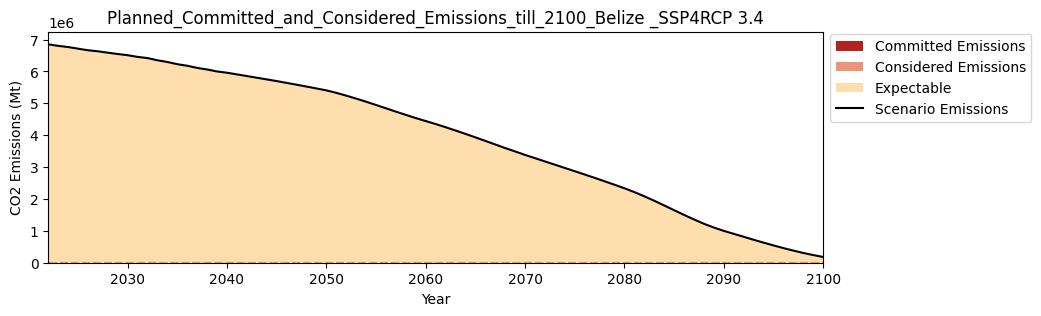 Planned_Committed_and_Considered_Emissions_till_2100_Belize _SSP4RCP 3.4
1e6
7
6
5
4
3
2
1
0
CO2 Emissions (Mt)
2030 2040 2050 2060 2070 2080 2090 2100
Year
Committed Emissions
Considered Emissions
Expectable
Scenario Emissions